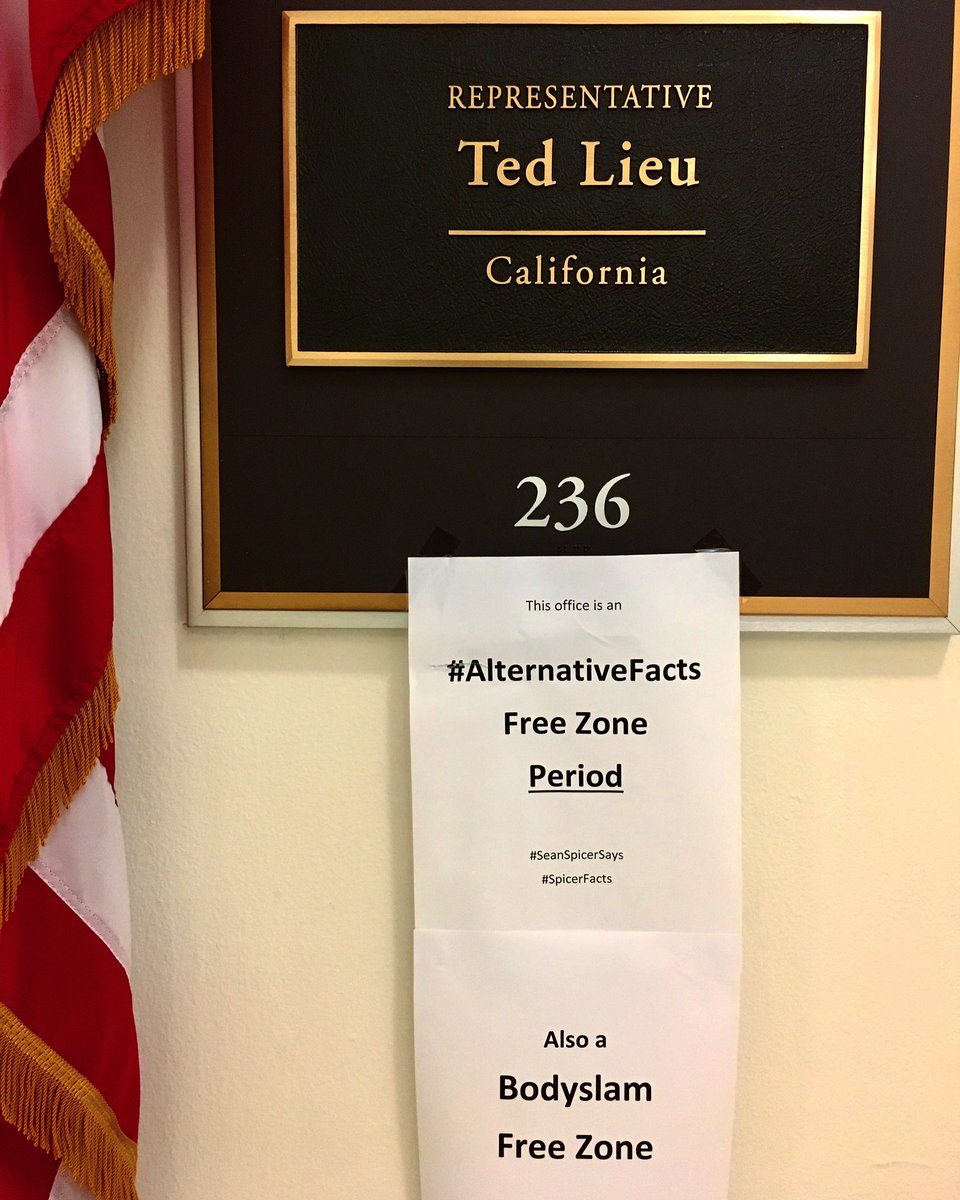 REPRESENTATIVE
Ted Lieu
California
236
This office is an
#AlternativeFacts
Free Zone
Period
#SeanSpicerSays
#SpicerFacts
Also a
Bodyslam
Free Zone